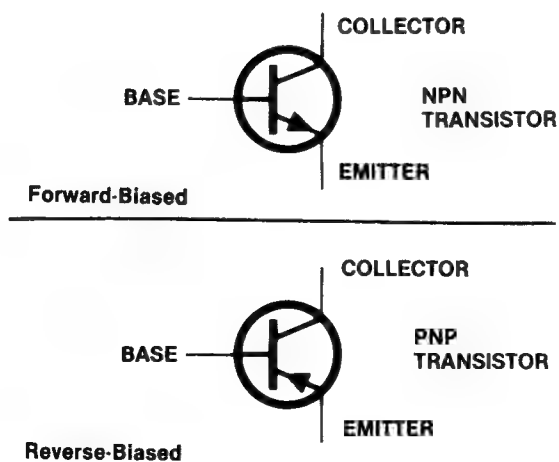 COLLECTOR
BASE
NPN
TRANSISTOR
EMITTER
Forward-Biased
COLLECTOR
BASE
PNP
TRANSISTOR
EMITTER
Reverse-Biased